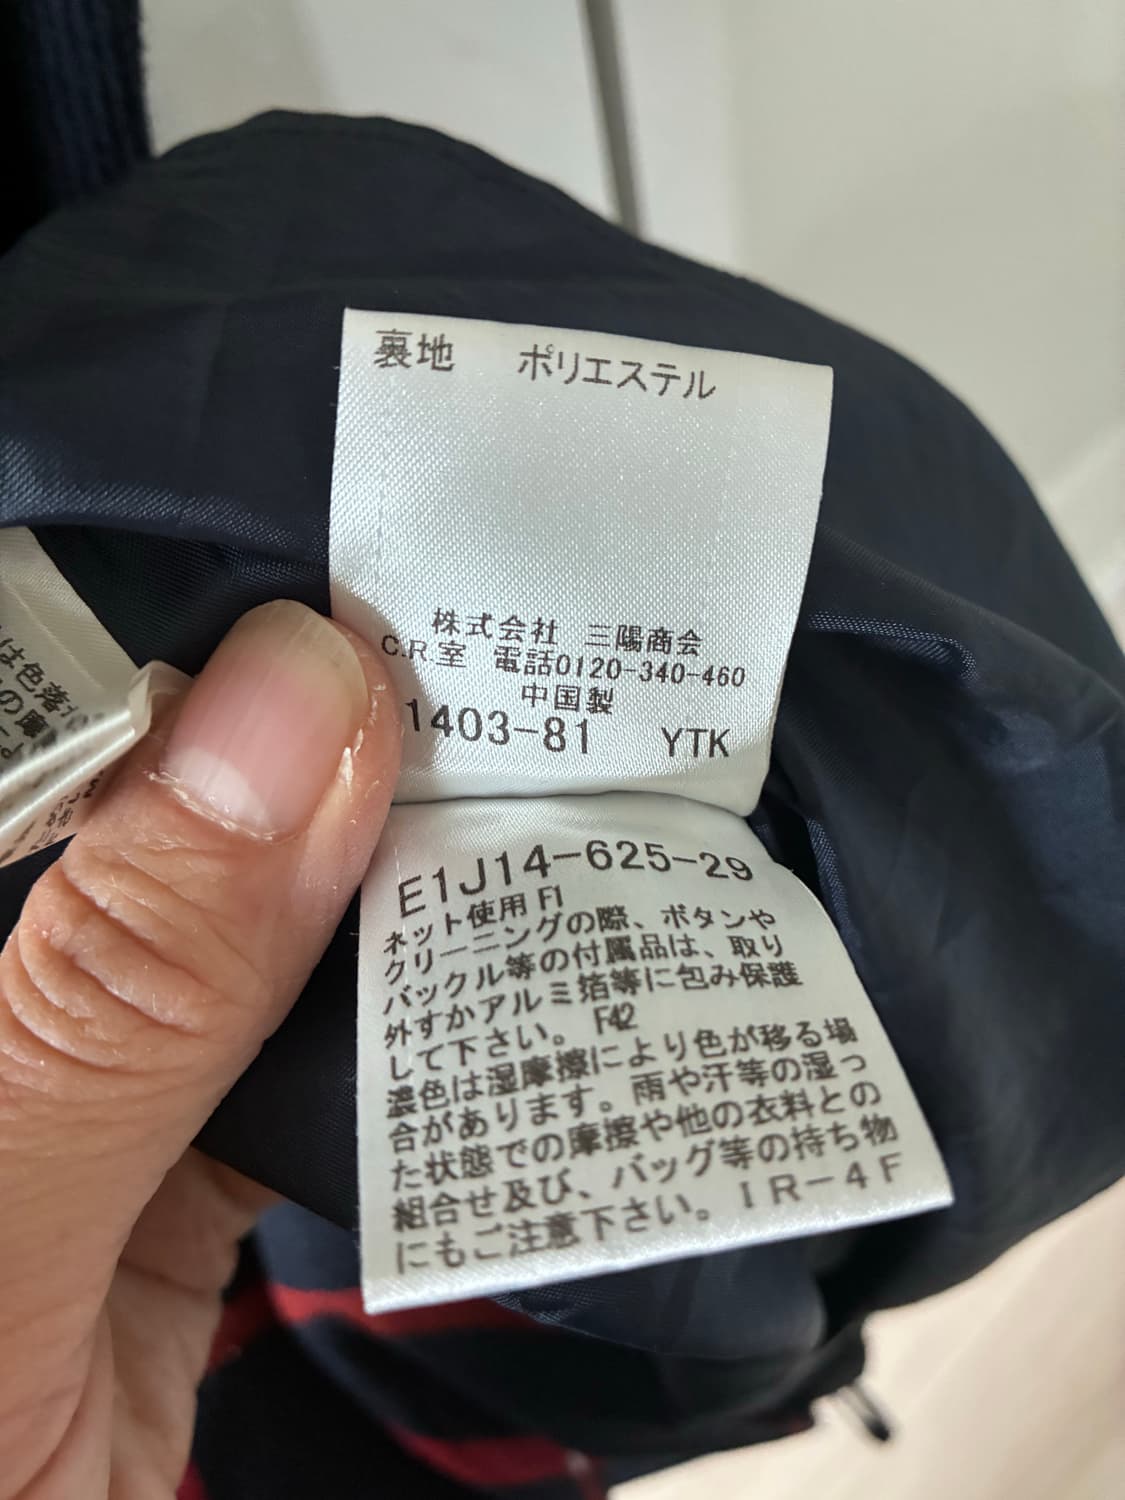 裏地　ポリエステル
株式会社　三陽商会
C.R.室　電話0120-340-460
中国製
1403-81　YTK
E1J14-625-29
ネット使用 F1
クリーニングの際、ボタンや
バックル等の付属品は、取り
外すかアルミ箔等に包み保護
して下さい。 F42
濃色は湿摩擦により色が移る場
合があります。雨や汗等の湿っ
た状態での摩擦や他の衣料との
組合せ及び、バッグ等の持ち物
にもご注意下さい。ＩＲ－４Ｆ
は色落
の摩